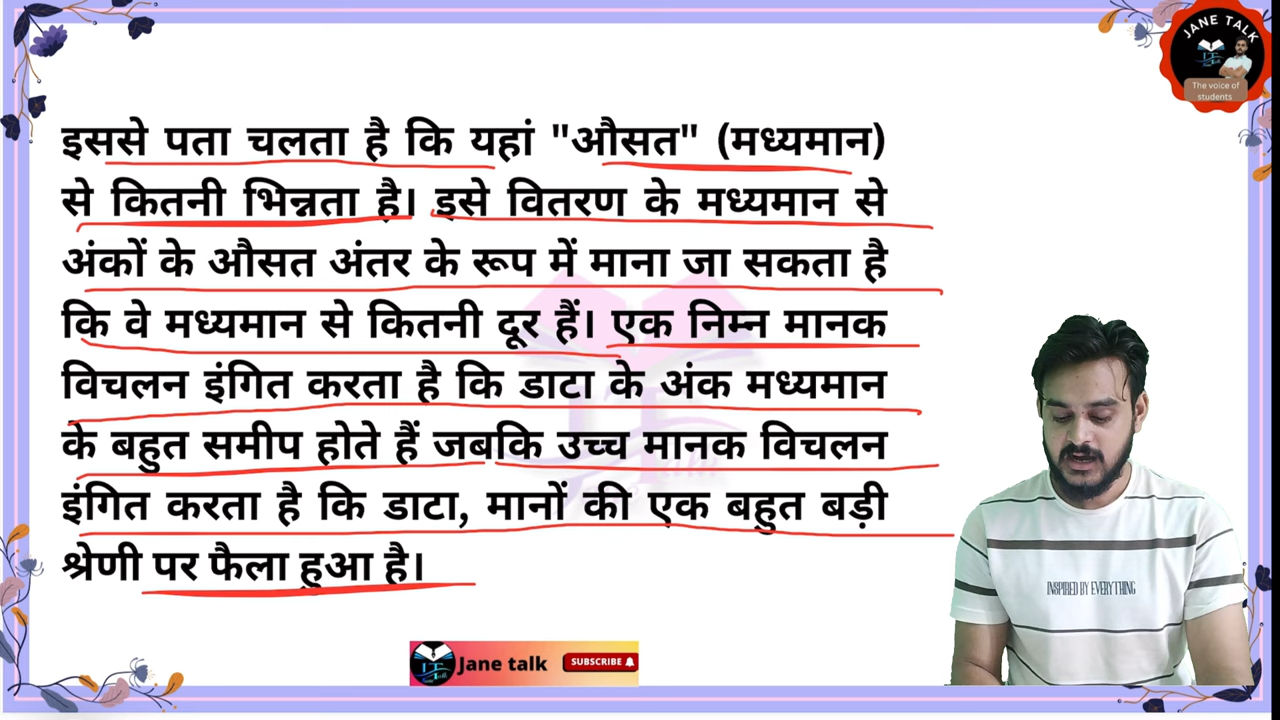 JANE TALK
The voice of
students
इससे पता चलता है कि यहां "औसत" (मध्यमान)
से कितनी भिन्नता है। इसे वितरण के मध्यमान से
अंकों के औसत अंतर के रूप में माना जा सकता है
कि वे मध्यमान से कितनी दूर हैं। एक निम्न मानक
विचलन इंगित करता है कि डाटा के अंक मध्यमान
के बहुत समीप होते हैं जबकि उच्च मानक विचलन
इंगित करता है कि डाटा, मानों की एक बहुत बड़ी
श्रेणी पर फैला हुआ है।
INSPIRED BY EVERYTHING
Jane talk SUBSCRIBE